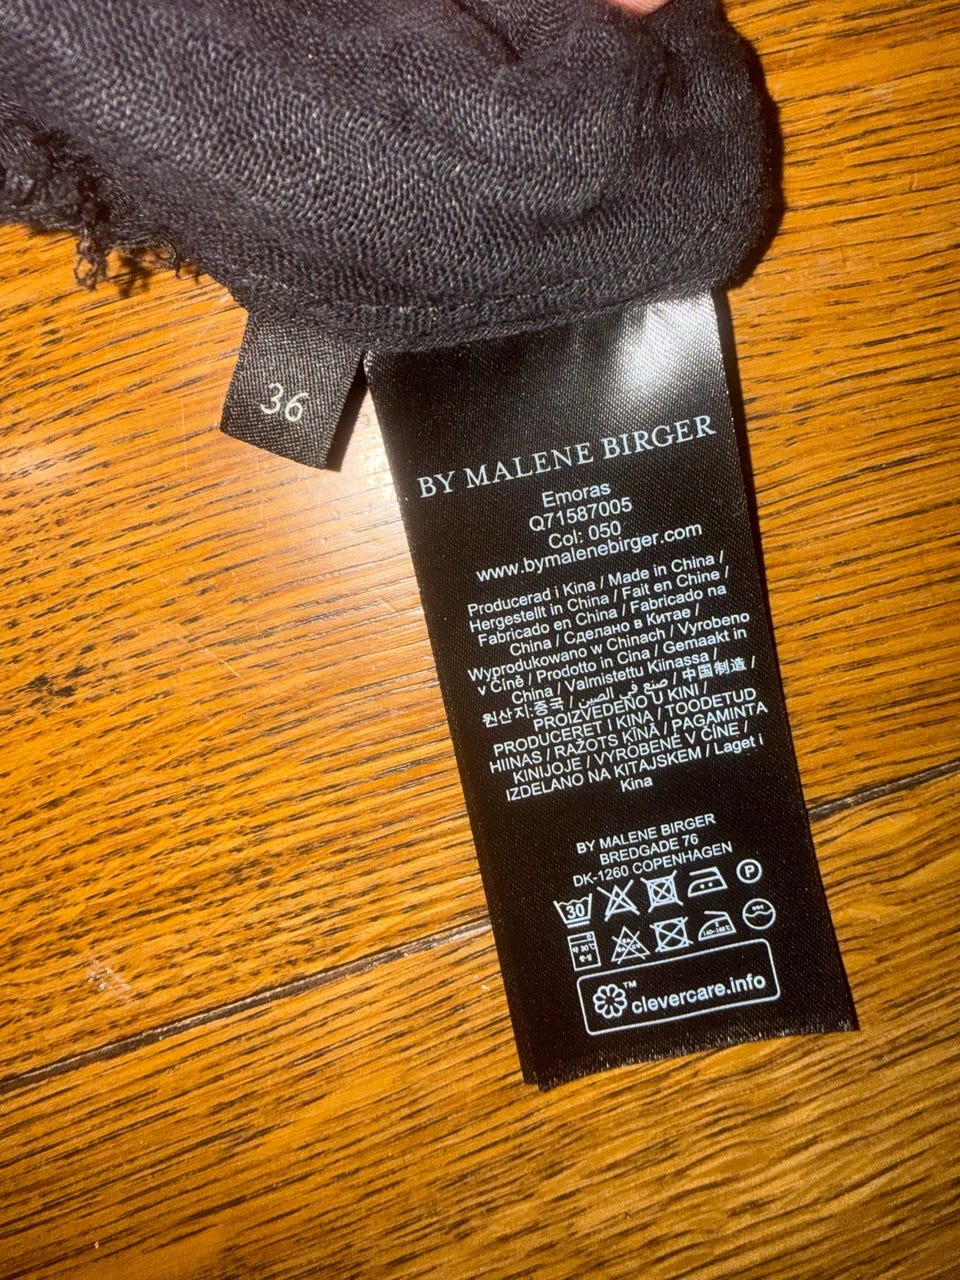 36
BY MALENE BIRGER
Emoras
Q71587005
Col: 050
www.bymalenebirger.com
Producerad i Kina / Made in China /
Hergestellt in China / Fait en Chine /
Fabricado en China / Fabricado na
China / Сделано в Китае /
Wyprodukowano w Chinach / Vyrobeno
v Číně / Prodotto in Cina / Gemaakt in
China / Valmistettu Kiinassa /
원산지:중국 / صنع في الصين / 中国制造 /
PROIZVEDENO U KINI /
PRODUCERET I KINA / TOODETUD
HIINAS / RAŽOTS ĶĪNĀ / PAGAMINTA
KINIJOJE / VYROBENÉ V ČÍNE /
IZDELANO NA KITAJSKEM / Laget i
Kina
BY MALENE BIRGER
BREDGADE 76
DK-1260 COPENHAGEN
30 P
30℃
clevercare.info™